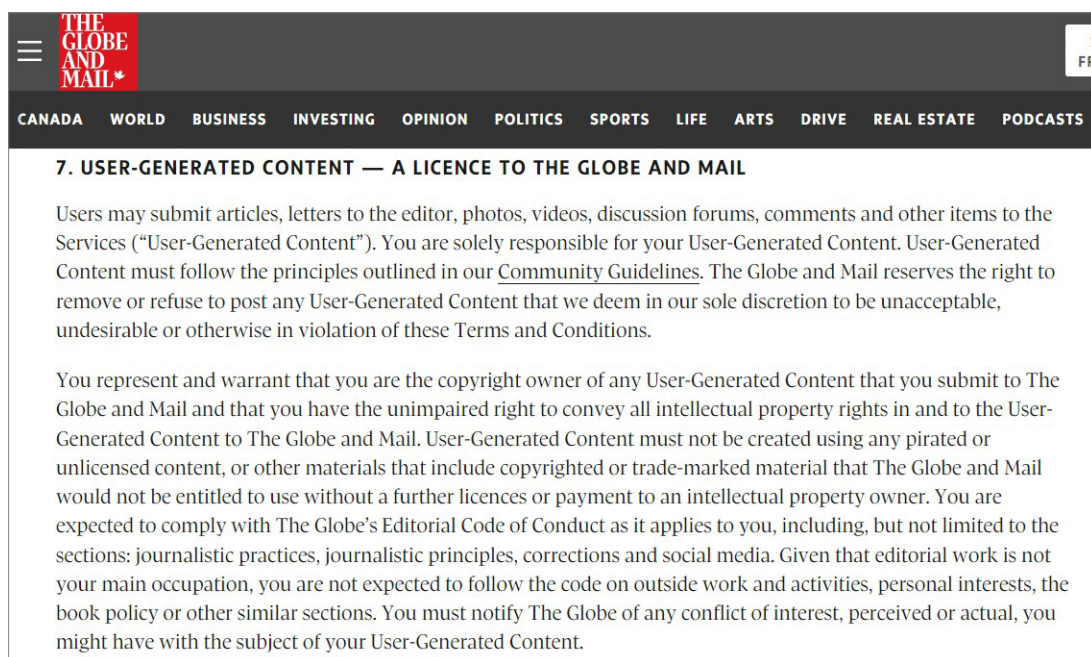 THE
GLOBE
AND
MAIL
CANADA WORLD BUSINESS INVESTING OPINION POLITICS SPORTS LIFE ARTS DRIVE REAL ESTATE PODCASTS
7. USER-GENERATED CONTENT — A LICENCE TO THE GLOBE AND MAIL
Users may submit articles, letters to the editor, photos, videos, discussion forums, comments and other items to the
Services (“User-Generated Content”). You are solely responsible for your User-Generated Content. User-Generated
Content must follow the principles outlined in our Community Guidelines. The Globe and Mail reserves the right to
remove or refuse to post any User-Generated Content that we deem in our sole discretion to be unacceptable,
undesirable or otherwise in violation of these Terms and Conditions.
You represent and warrant that you are the copyright owner of any User-Generated Content that you submit to The
Globe and Mail and that you have the unimpaired right to convey all intellectual property rights in and to the User-
Generated Content to The Globe and Mail. User-Generated Content must not be created using any pirated or
unlicensed content, or other materials that include copyrighted or trade-marked material that The Globe and Mail
would not be entitled to use without a further licences or payment to an intellectual property owner. You are
expected to comply with The Globe’s Editorial Code of Conduct as it applies to you, including, but not limited to the
sections: journalistic practices, journalistic principles, corrections and social media. Given that editorial work is not
your main occupation, you are not expected to follow the code on outside work and activities, personal interests, the
book policy or other similar sections. You must notify The Globe of any conflict of interest, perceived or actual, you
might have with the subject of your User-Generated Content.